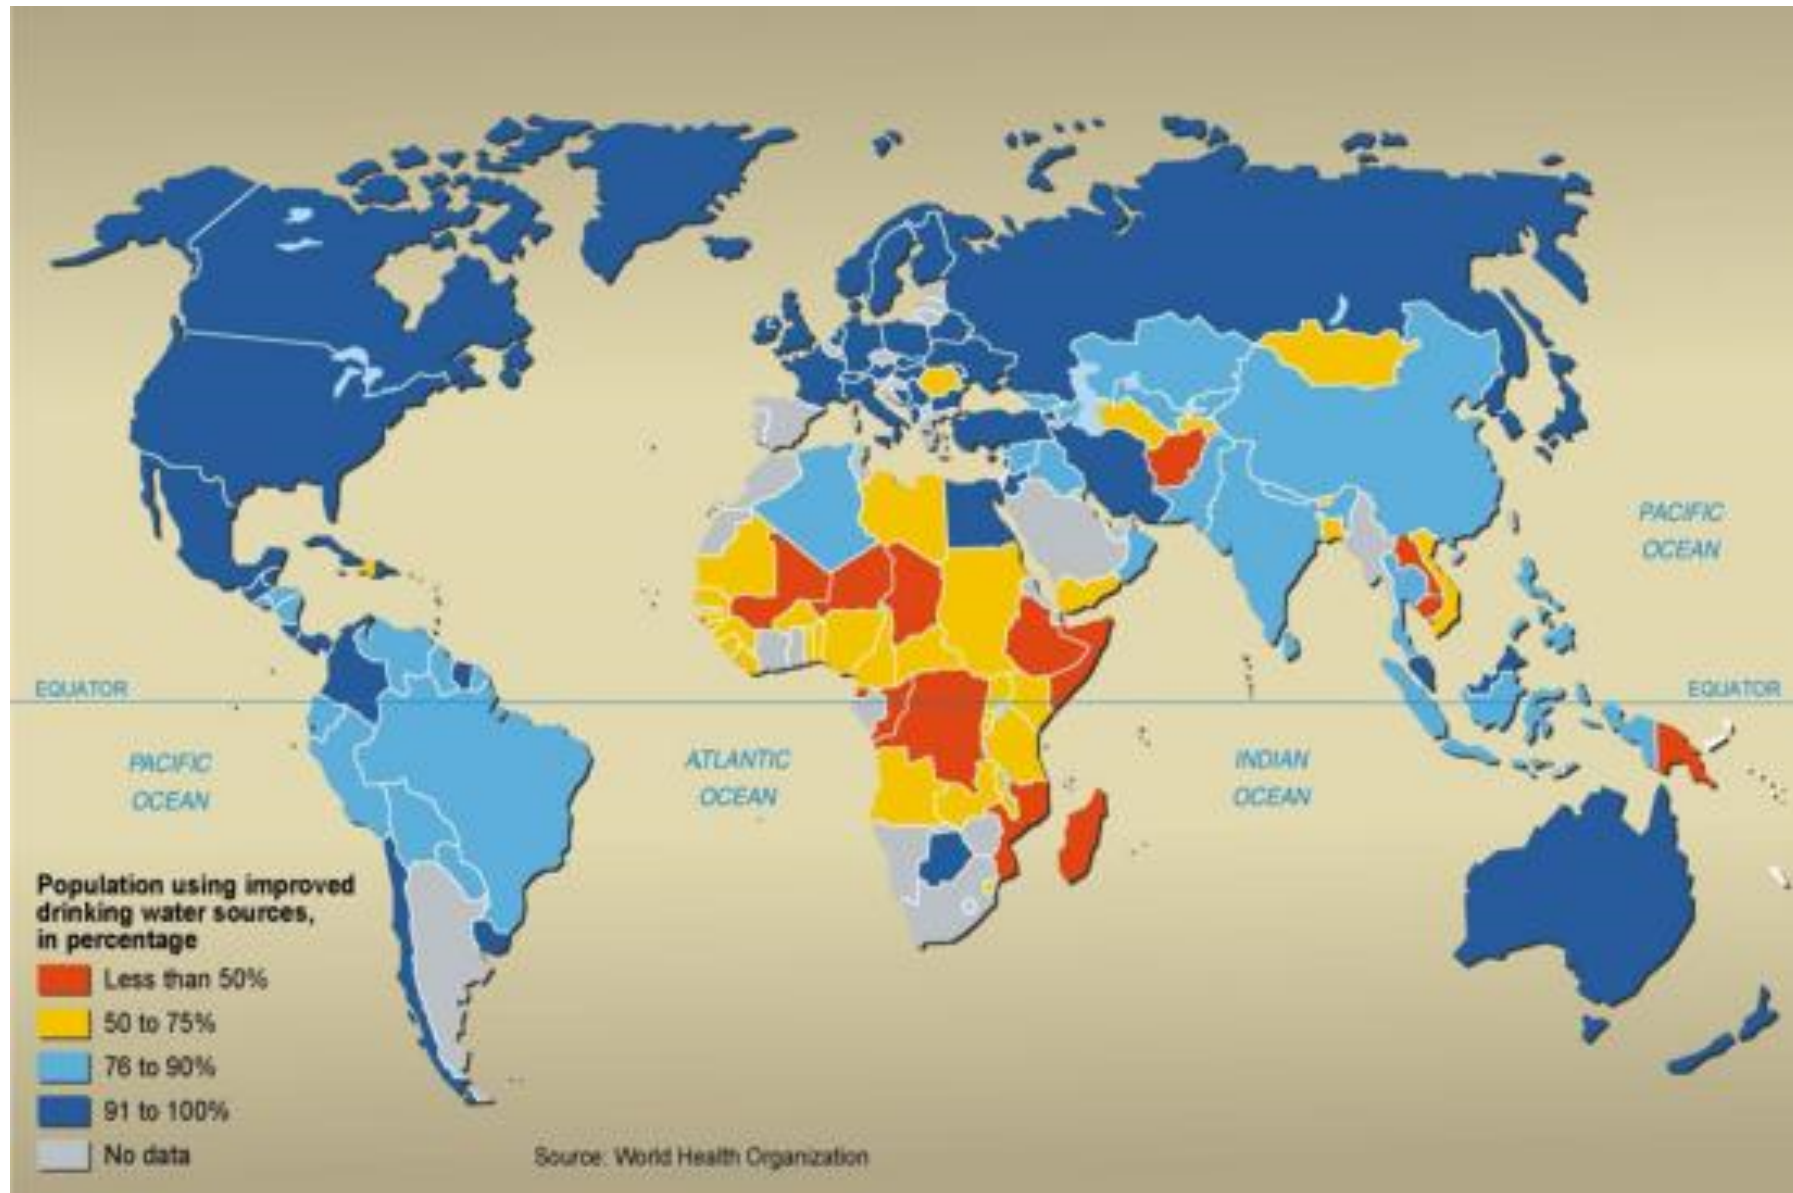 PACIFIC
OCEAN
EQUATOR
EQUATOR
PACIFIC
OCEAN
ATLANTIC
OCEAN
INDIAN
OCEAN
Population using improved
drinking water sources,
in percentage
Less than 50%
50 to 75%
76 to 90%
91 to 100%
No data
Source: World Health Organization